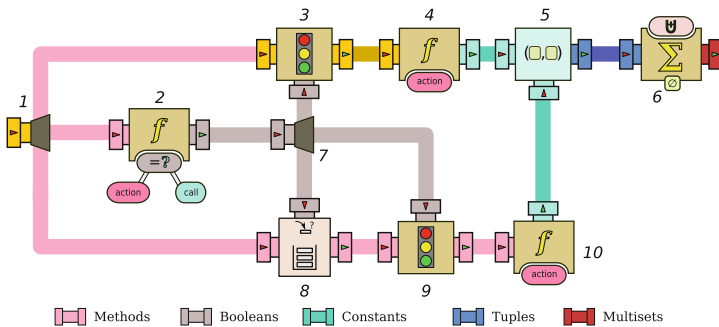 3
4
5
1
2
6
f
action
(▢,▢)
⊎
Σ
∅
f
=?
action
call
7
?
f
action
8
9
10
Methods
Booleans
Constants
Tuples
Multisets